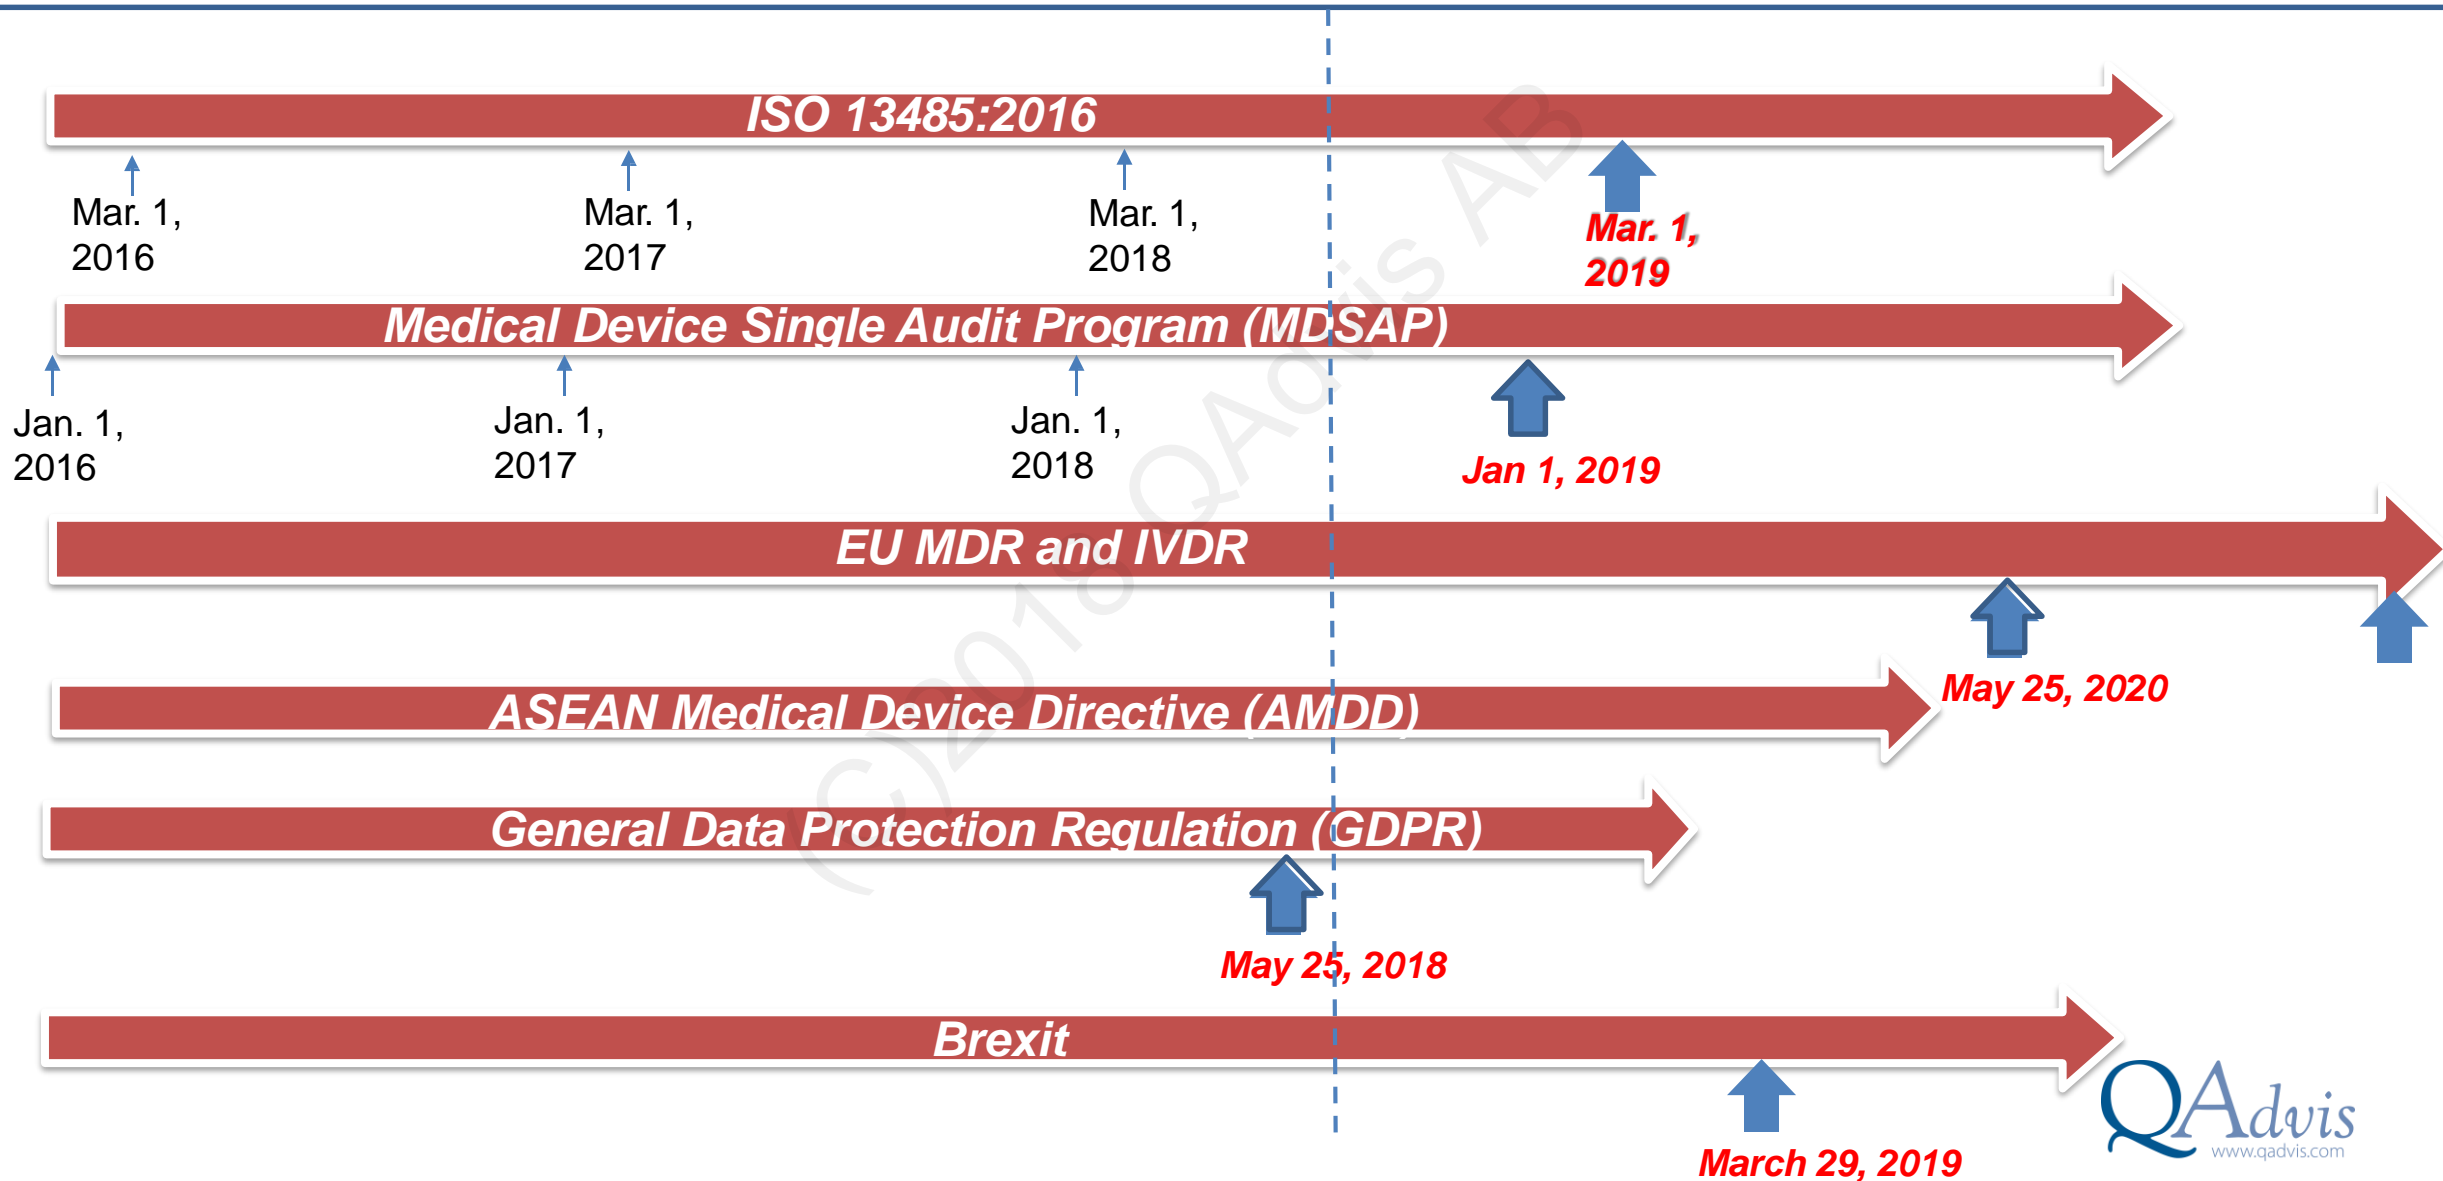 ISO 13485:2016
Mar. 1,
2016
Mar. 1,
2017
Mar. 1,
2018
Mar. 1,
2019
Medical Device Single Audit Program (MDSAP)
Jan. 1,
2016
Jan. 1,
2017
Jan. 1,
2018
Jan 1, 2019
EU MDR and IVDR
May 25, 2020
ASEAN Medical Device Directive (AMDD)
General Data Protection Regulation (GDPR)
May 25, 2018
Brexit
March 29, 2019
(C)2018 QAdvis AB
QAdvis
www.qadvis.com